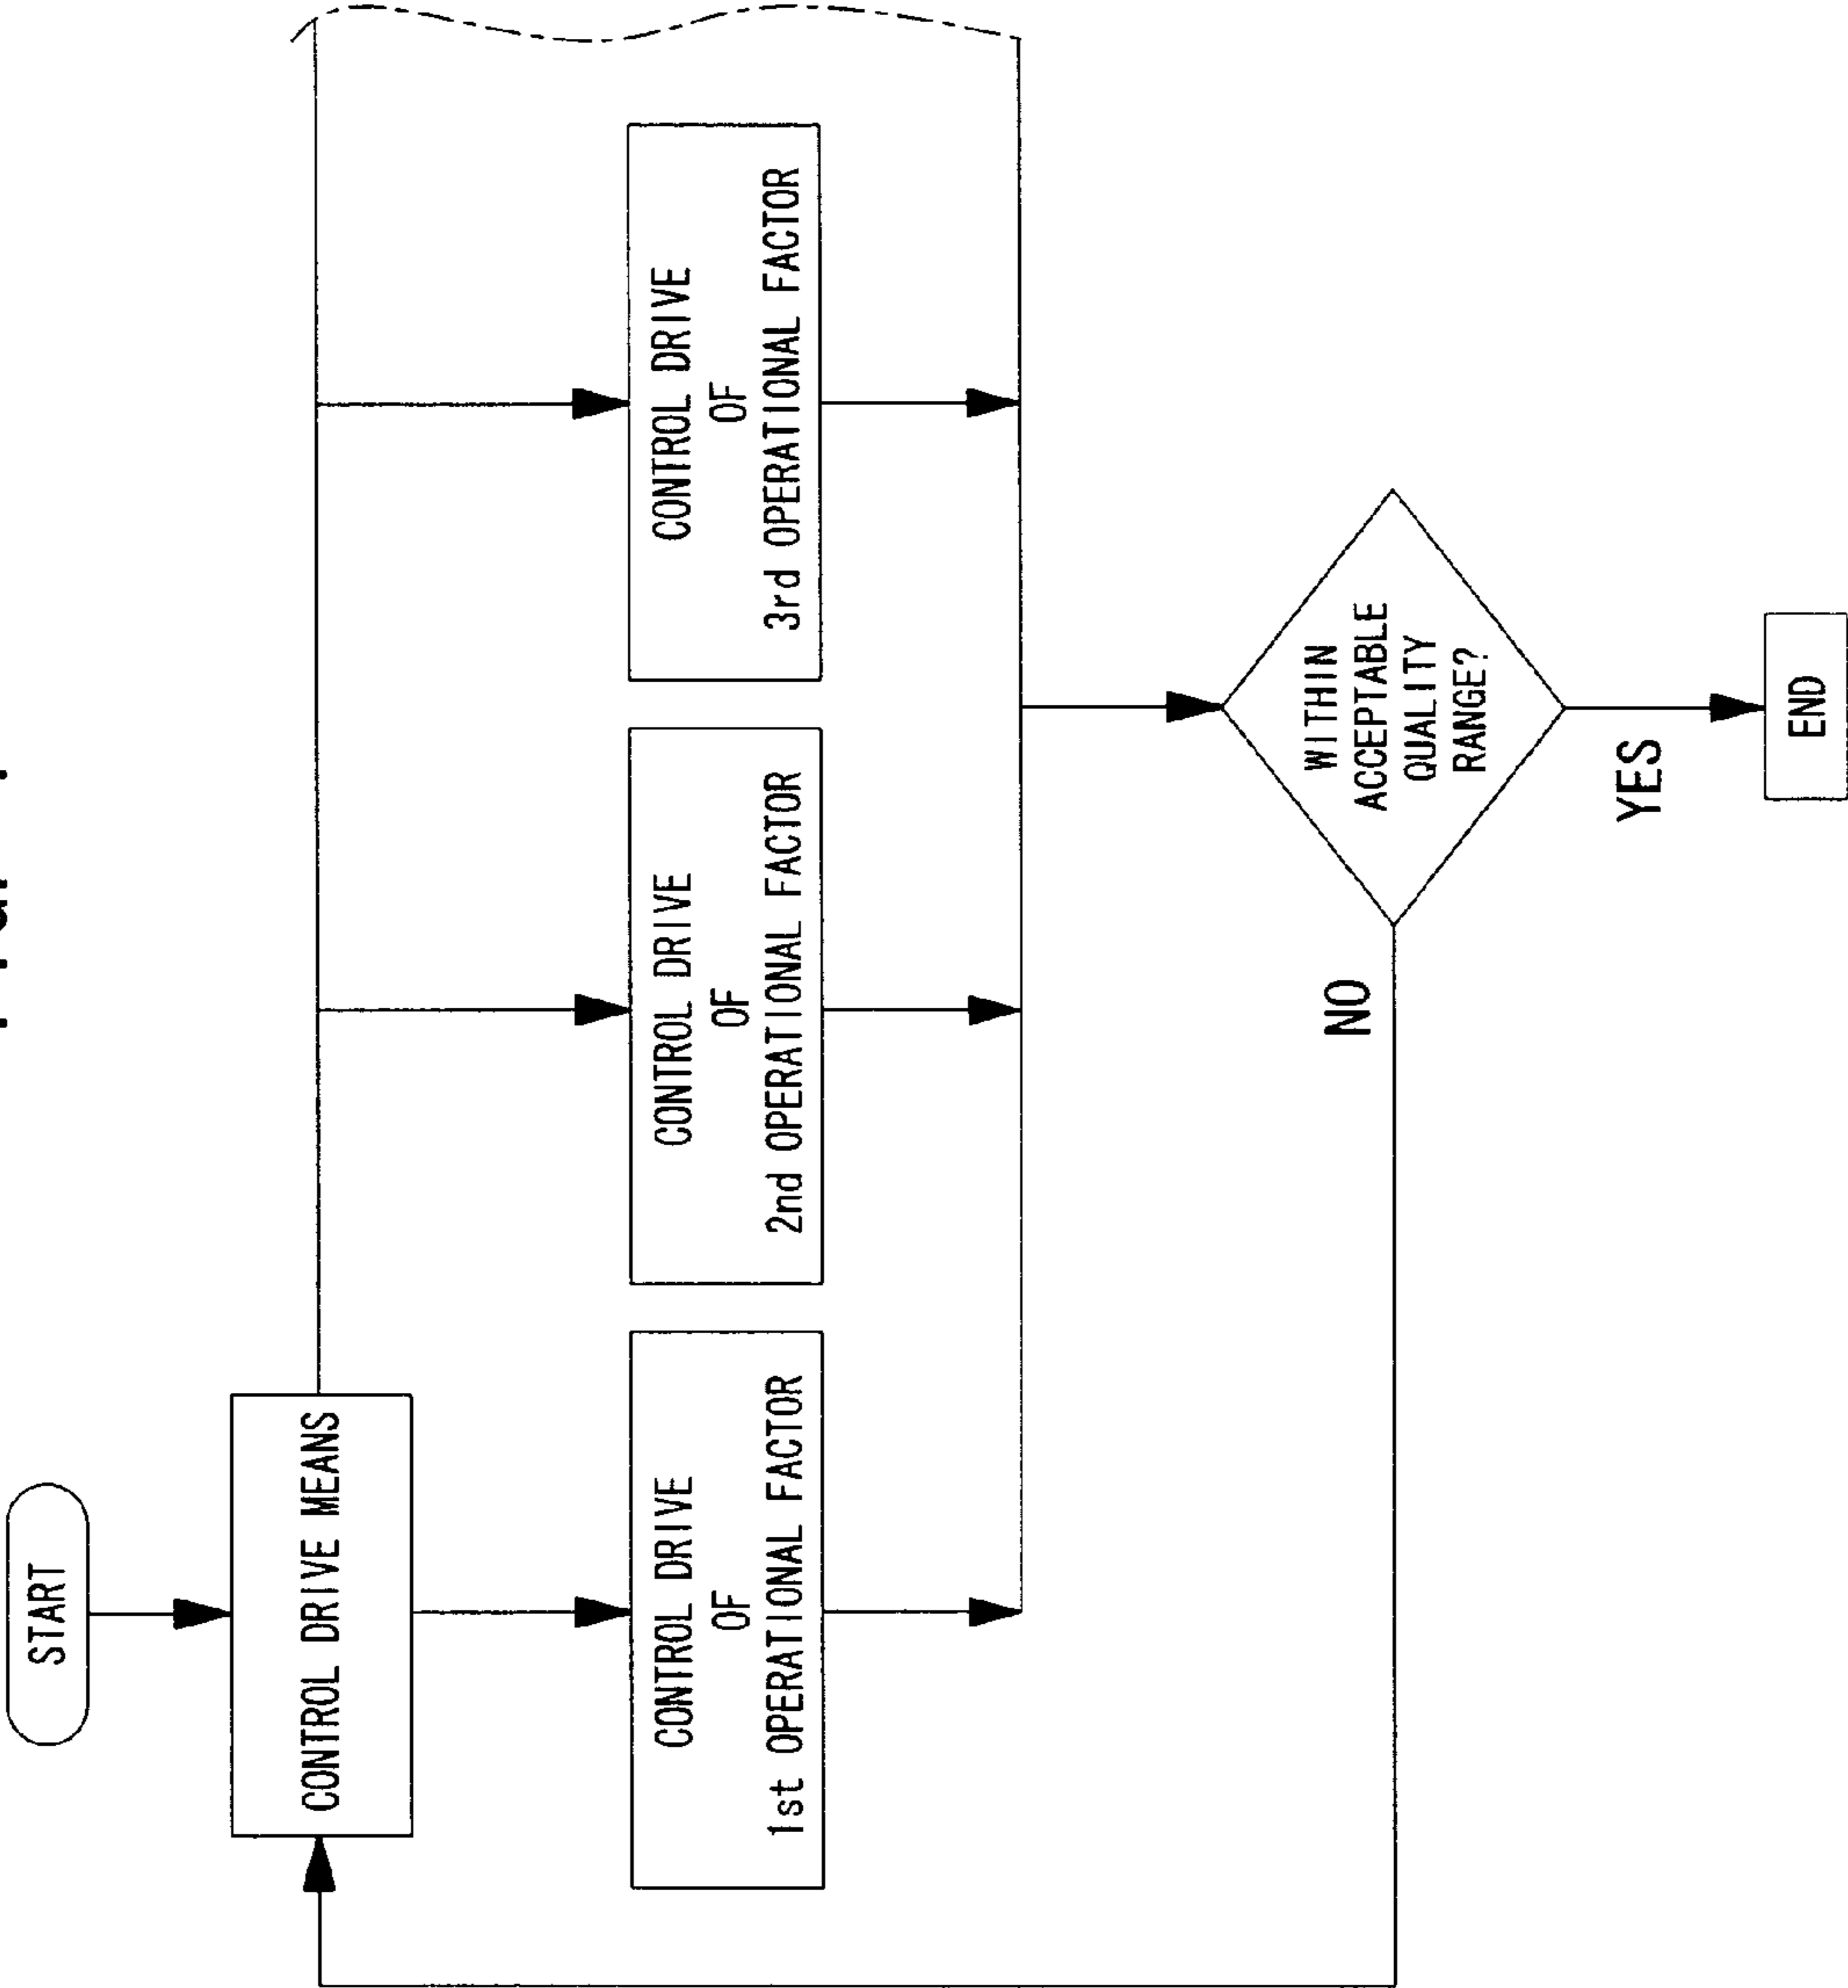 START
CONTROL DRIVE MEANS
CONTROL DRIVE
OF
1st OPERATIONAL FACTOR
CONTROL DRIVE
OF
2nd OPERATIONAL FACTOR
CONTROL DRIVE
OF
3rd OPERATIONAL FACTOR
WITHIN
ACCEPTABLE
QUALITY
RANGE?
NO
YES
END